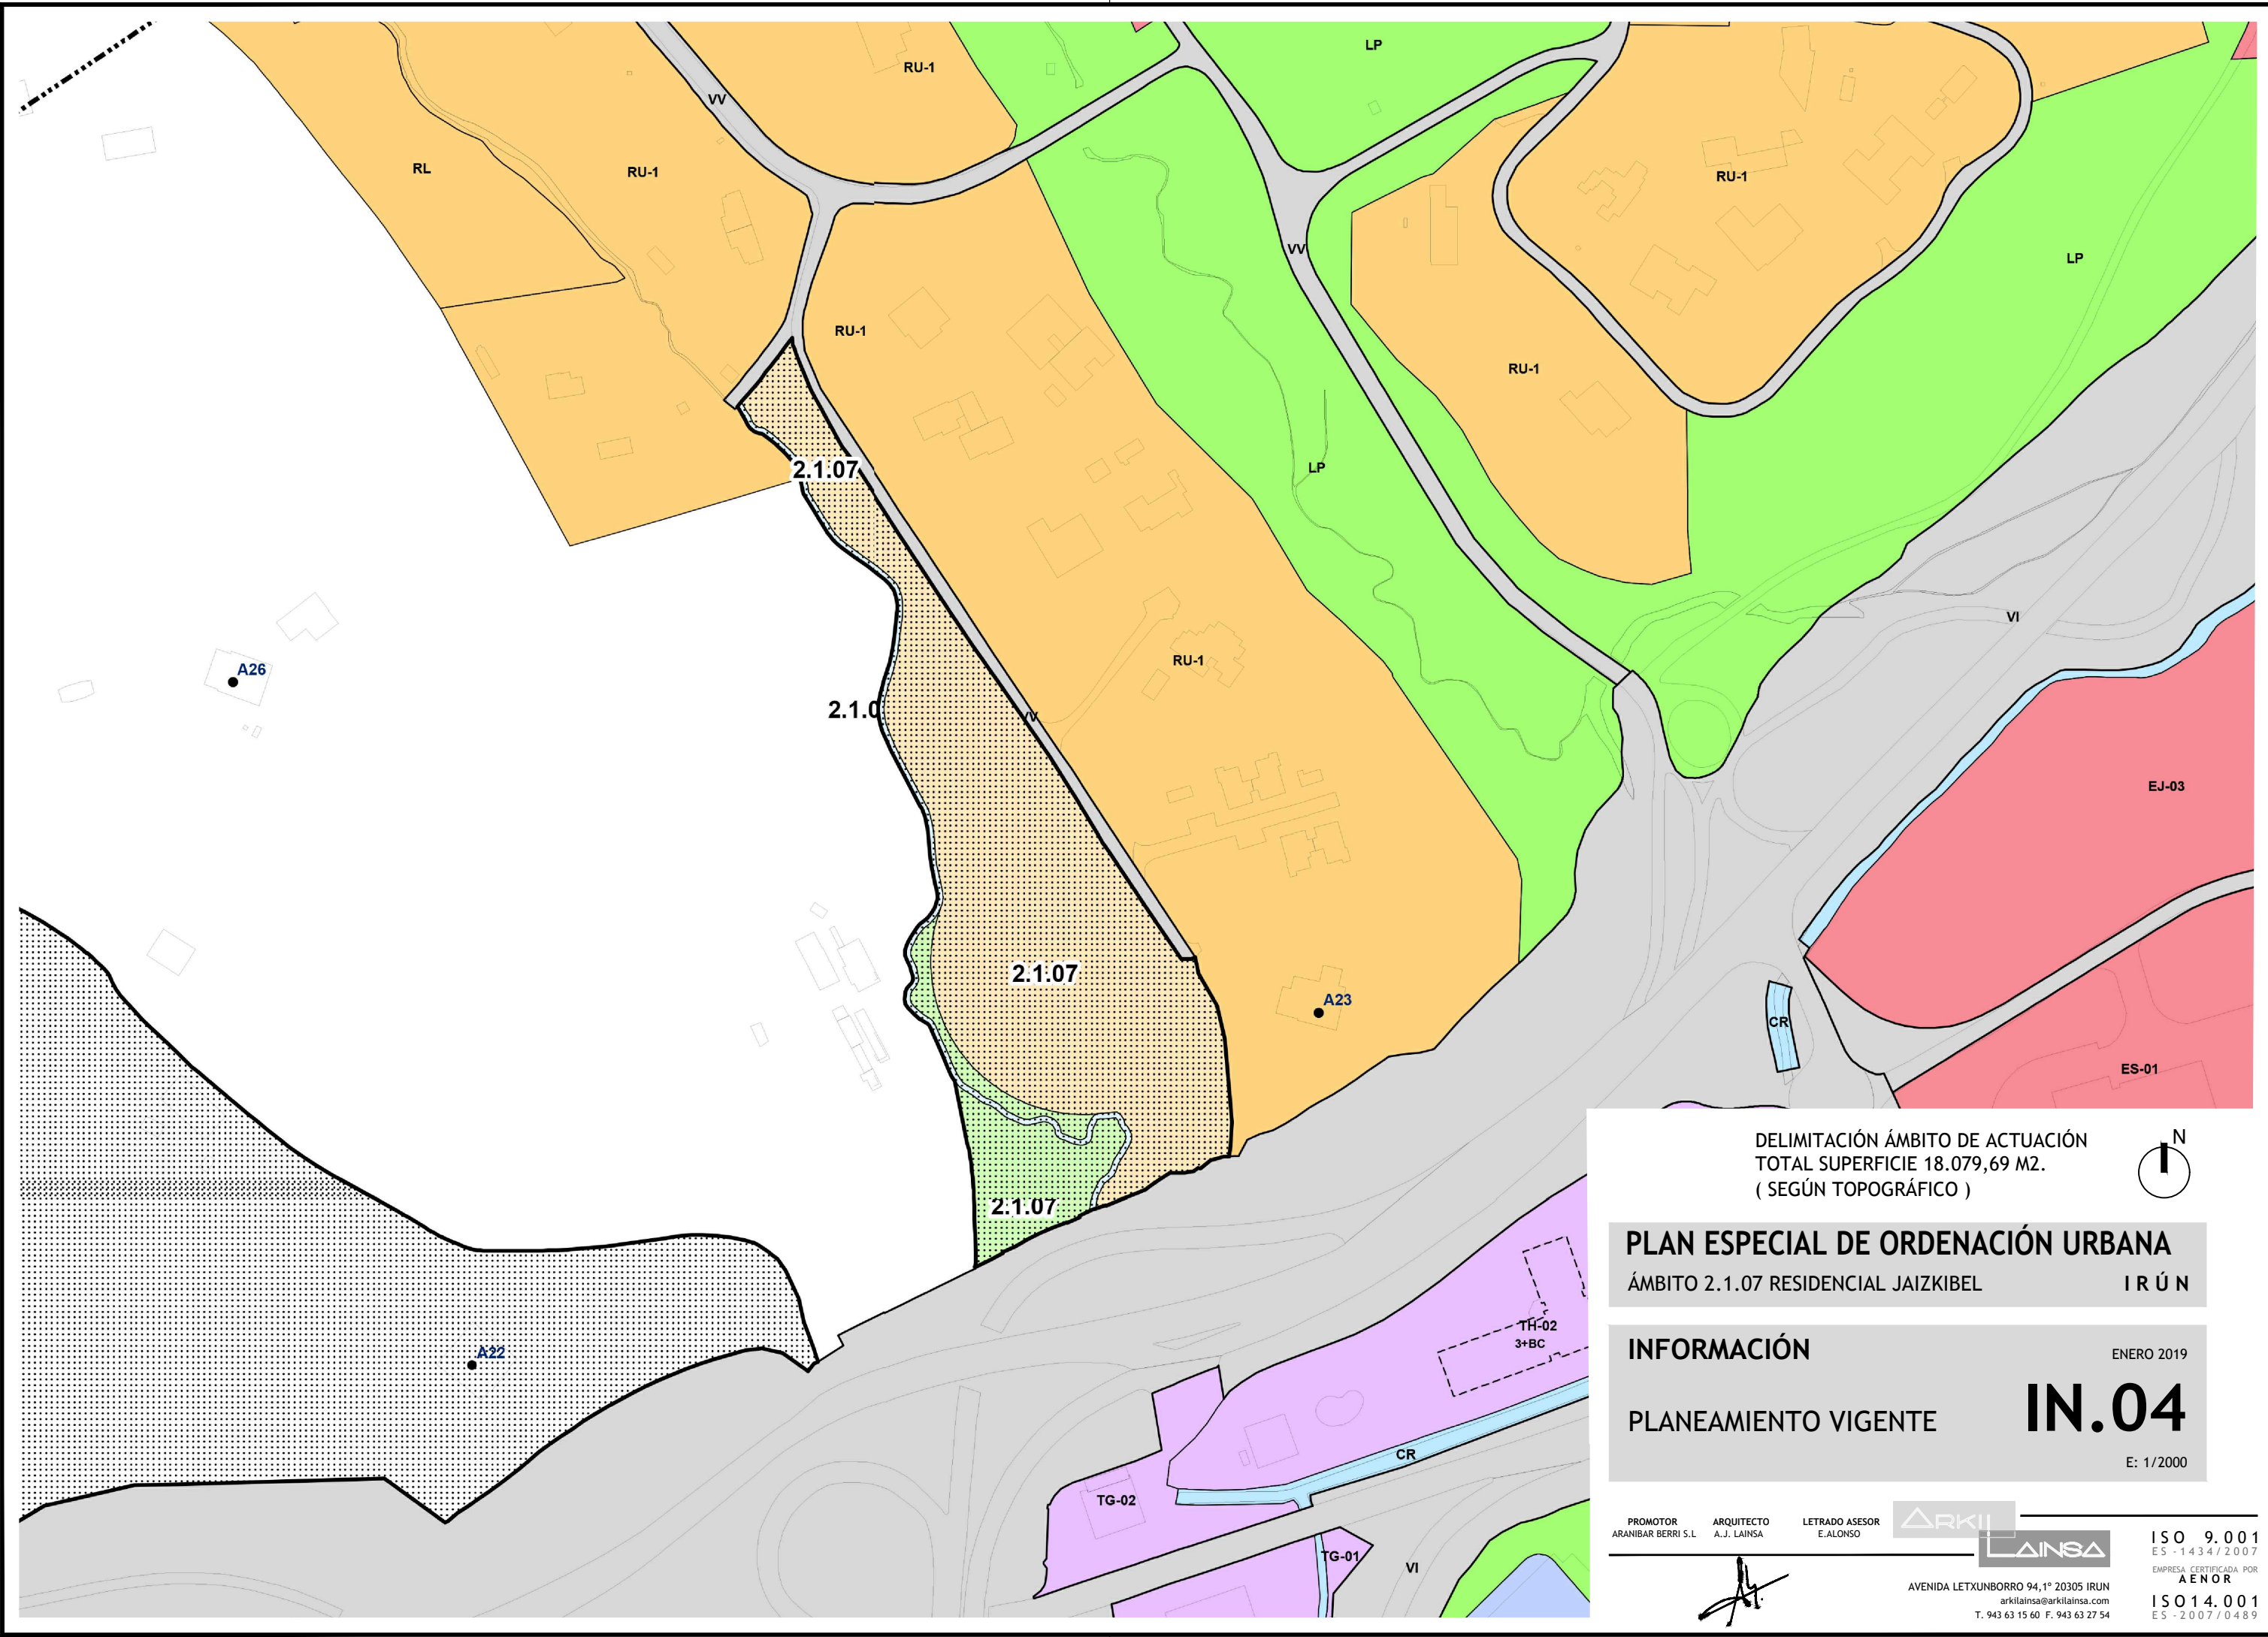 LP
RU-1
VV
RL
RU-1
RU-1
VV
LP
RU-1
RU-1
2.1.07
LP
VI
RU-1
A26
2.1.0
VV
EJ-03
2.1.07
A23
CR
ES-01
2.1.07
A22
TH-02
3+BC
CR
TG-02
TG-01
VI
DELIMITACIÓN ÁMBITO DE ACTUACIÓN
TOTAL SUPERFICIE 18.079,69 M2.
( SEGÚN TOPOGRÁFICO )
N
PLAN ESPECIAL DE ORDENACIÓN URBANA
ÁMBITO 2.1.07 RESIDENCIAL JAIZKIBEL IRÚN
INFORMACIÓN ENERO 2019
PLANEAMIENTO VIGENTE IN.04
E: 1/2000
PROMOTOR ARQUITECTO LETRADO ASESOR
ARANIBAR BERRI S.L A.J. LAINSA E.ALONSO
ARKI
LAINSA
AVENIDA LETXUNBORRO 94,1º 20305 IRUN
arkilainsa@arkilainsa.com
T. 943 63 15 60 F. 943 63 27 54
ISO 9.001
ES-1434/2007
EMPRESA CERTIFICADA POR
AENOR
ISO14.001
ES-2007/0489